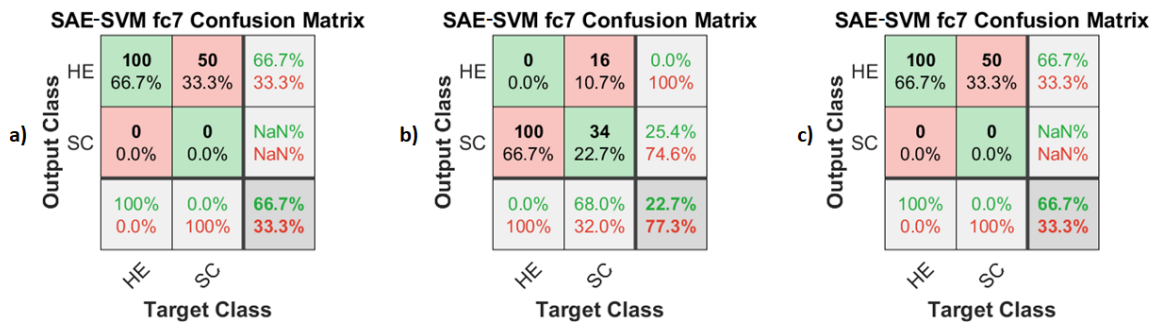 SAE-SVM fc7 Confusion Matrix
a)
Output Class
HE
100
66.7%
50
33.3%
66.7%
33.3%
SC
0
0.0%
0
0.0%
NaN%
NaN%
100%
0.0%
0.0%
100%
66.7%
33.3%
HE
SC
Target Class
SAE-SVM fc7 Confusion Matrix
b)
Output Class
HE
0
0.0%
16
10.7%
0.0%
100%
SC
100
66.7%
34
22.7%
25.4%
74.6%
0.0%
100%
68.0%
32.0%
22.7%
77.3%
HE
SC
Target Class
SAE-SVM fc7 Confusion Matrix
c)
Output Class
HE
100
66.7%
50
33.3%
66.7%
33.3%
SC
0
0.0%
0
0.0%
NaN%
NaN%
100%
0.0%
0.0%
100%
66.7%
33.3%
HE
SC
Target Class